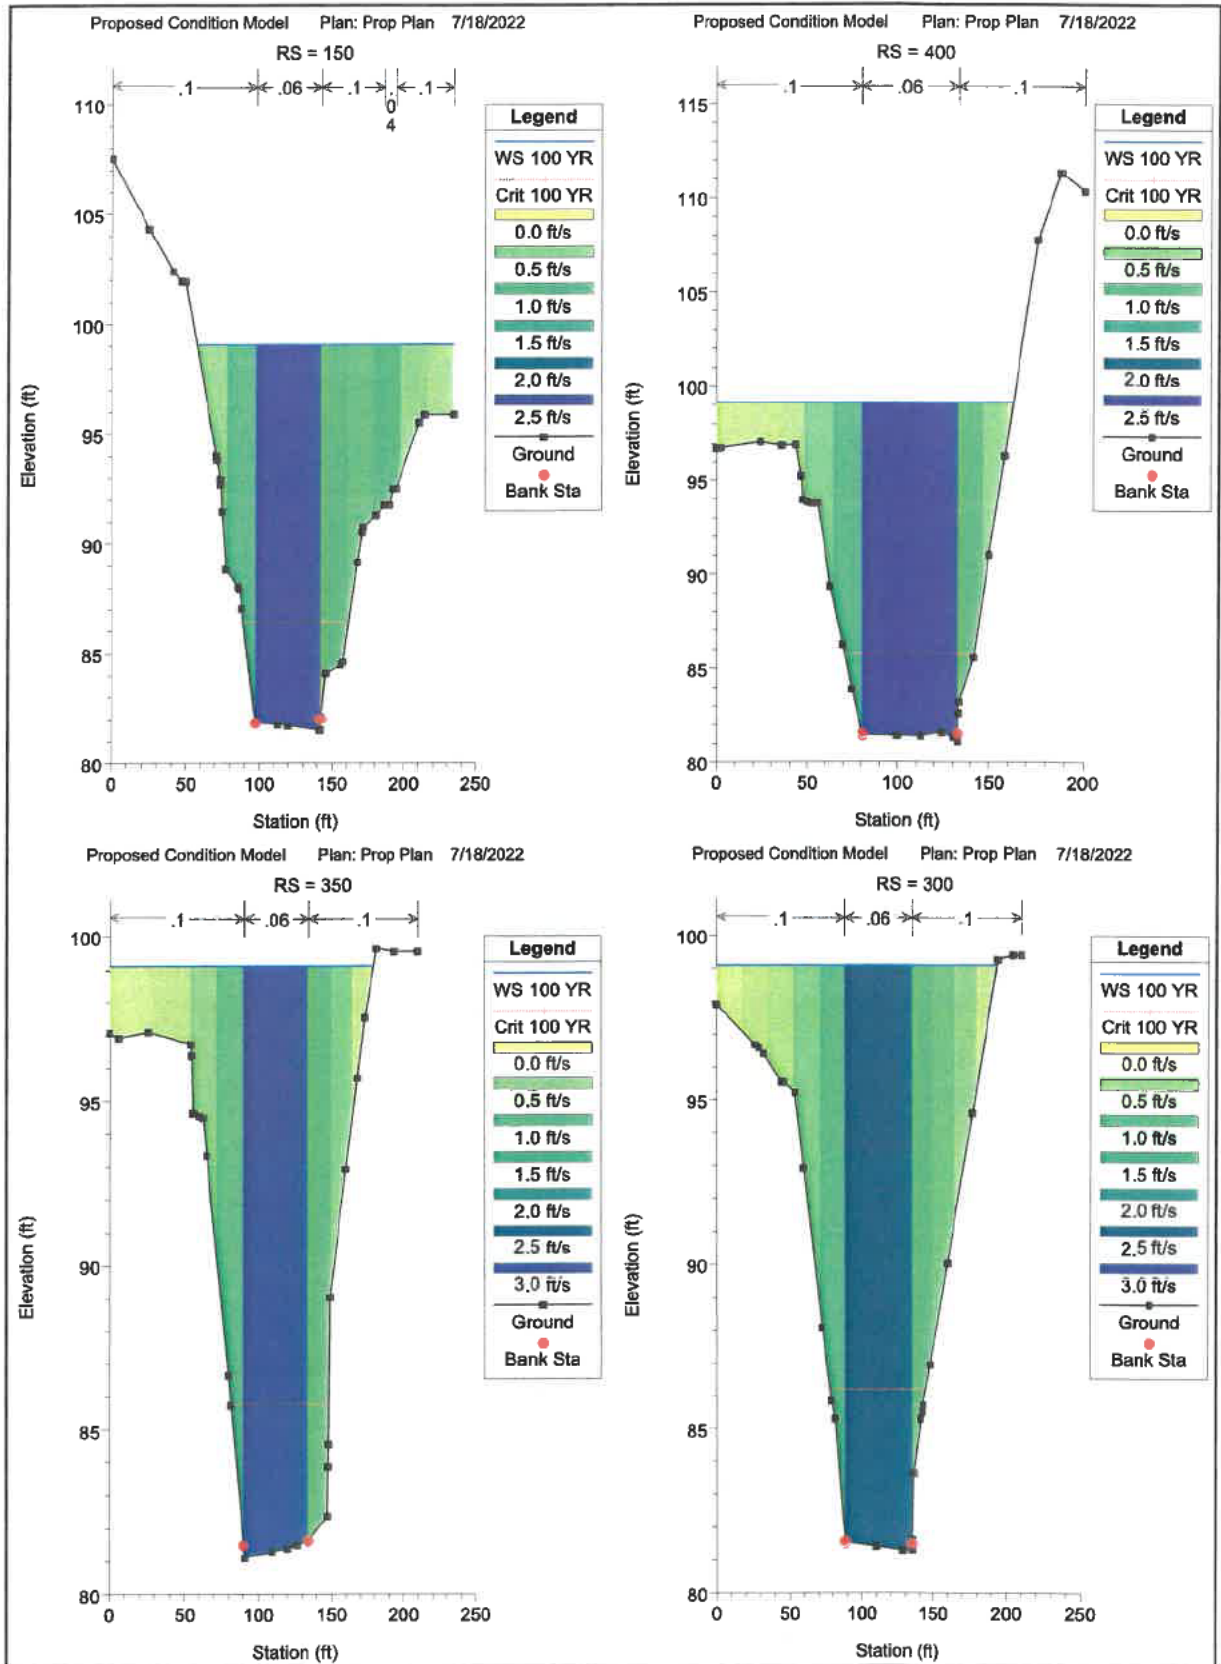 Proposed Condition Model Plan: Prop Plan 7/18/2022
RS = 150
.1 .06 .1 .04 .1
Legend
WS 100 YR
Crit 100 YR
0.0 ft/s
0.5 ft/s
1.0 ft/s
1.5 ft/s
2.0 ft/s
2.5 ft/s
Ground
Bank Sta
Elevation (ft)
110
105
100
95
90
85
80
0 50 100 150 200 250
Station (ft)
Proposed Condition Model Plan: Prop Plan 7/18/2022
RS = 400
.1 .06 .1
Legend
WS 100 YR
Crit 100 YR
0.0 ft/s
0.5 ft/s
1.0 ft/s
1.5 ft/s
2.0 ft/s
2.5 ft/s
Ground
Bank Sta
Elevation (ft)
115
110
105
100
95
90
85
80
0 50 100 150 200
Station (ft)
Proposed Condition Model Plan: Prop Plan 7/18/2022
RS = 350
.1 .06 .1
Legend
WS 100 YR
Crit 100 YR
0.0 ft/s
0.5 ft/s
1.0 ft/s
1.5 ft/s
2.0 ft/s
2.5 ft/s
3.0 ft/s
Ground
Bank Sta
Elevation (ft)
100
95
90
85
80
0 50 100 150 200 250
Station (ft)
Proposed Condition Model Plan: Prop Plan 7/18/2022
RS = 300
.1 .06 .1
Legend
WS 100 YR
Crit 100 YR
0.0 ft/s
0.5 ft/s
1.0 ft/s
1.5 ft/s
2.0 ft/s
2.5 ft/s
3.0 ft/s
Ground
Bank Sta
Elevation (ft)
100
95
90
85
80
0 50 100 150 200 250
Station (ft)